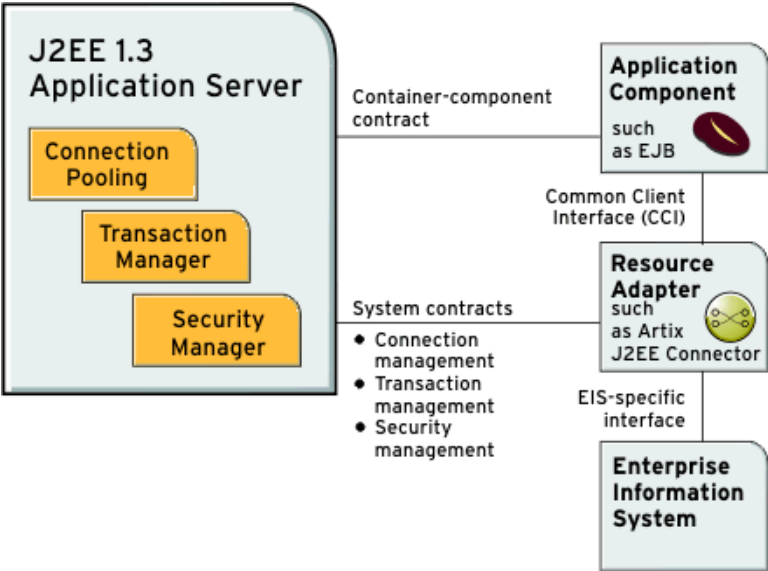 J2EE 1.3
Application Server
Connection
Pooling
Transaction
Manager
Security
Manager
Container-component
contract
Application
Component
such
as EJB
Common Client
Interface (CCI)
System contracts
• Connection
management
• Transaction
management
• Security
management
Resource
Adapter
such
as Artix
J2EE Connector
EIS-specific
interface
Enterprise
Information
System